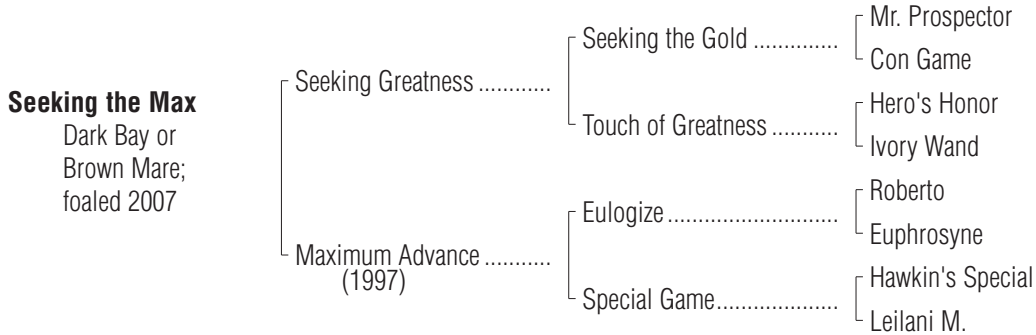 Mr. Prospector
Seeking the Gold ..............
Con Game
Seeking Greatness ............
Seeking the Max
Hero's Honor
Dark Bay or
Touch of Greatness ...........
Brown Mare;
Ivory Wand
foaled 2007
Roberto
Eulogize ............................
Euphrosyne
Maximum Advance ...........
(1997)
Hawkin's Special
Special Game....................
Leilani M.